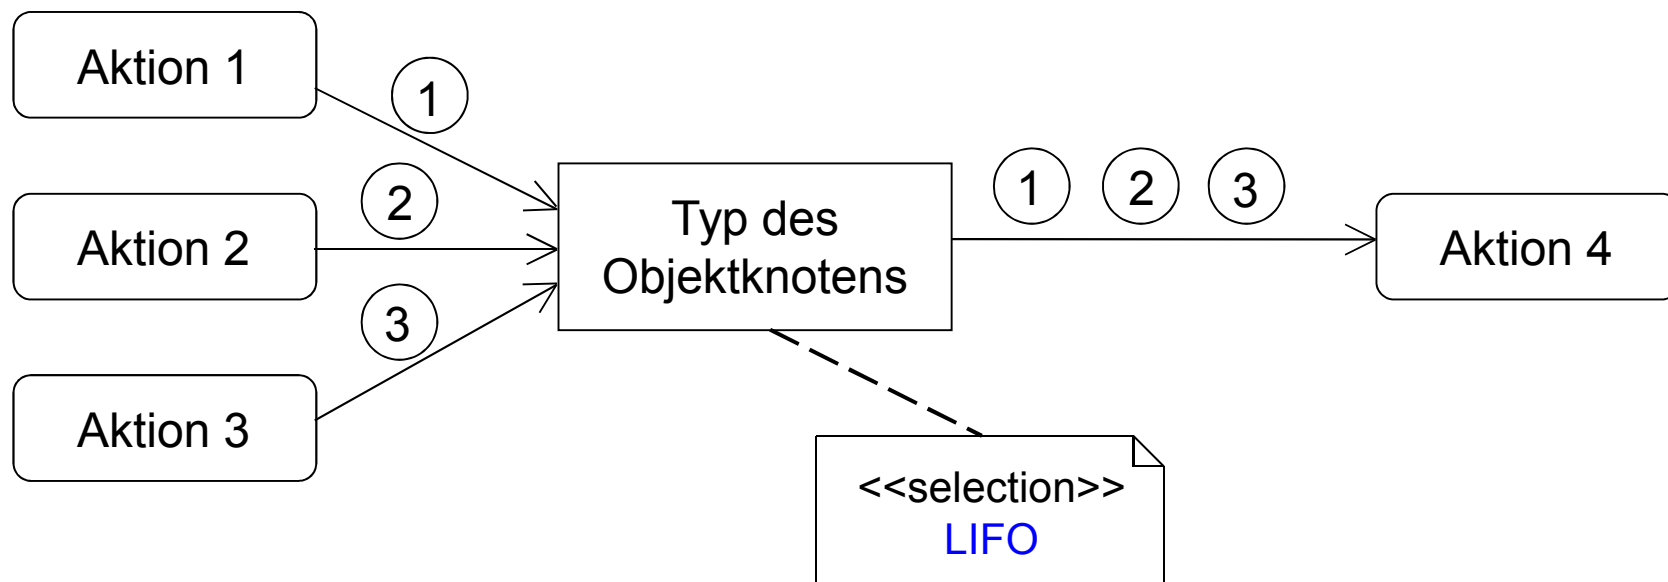 Aktion 1
1
2
Aktion 2
3
Aktion 3
Typ des
Objektknotens
1 2 3
Aktion 4
<<selection>>
LIFO